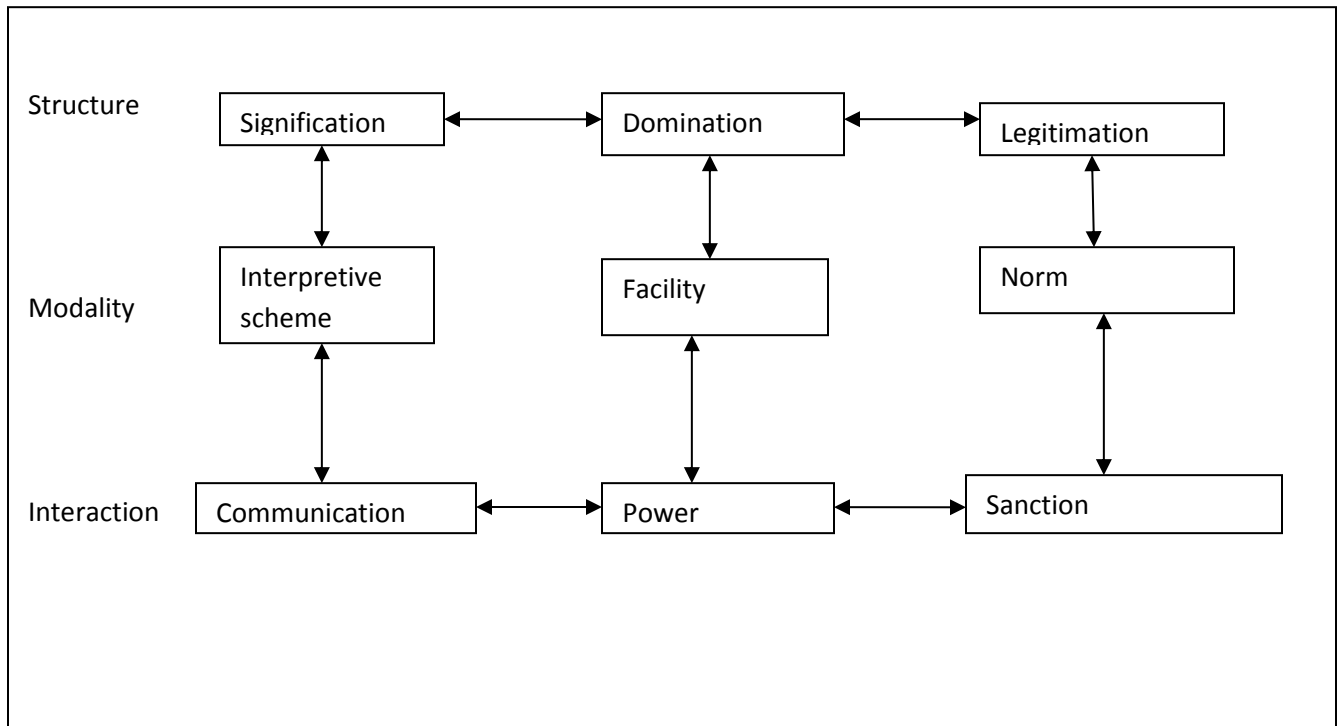 Structure
Signification
Domination
Legitimation
Modality
Interpretive
scheme
Facility
Norm
Interaction
Communication
Power
Sanction